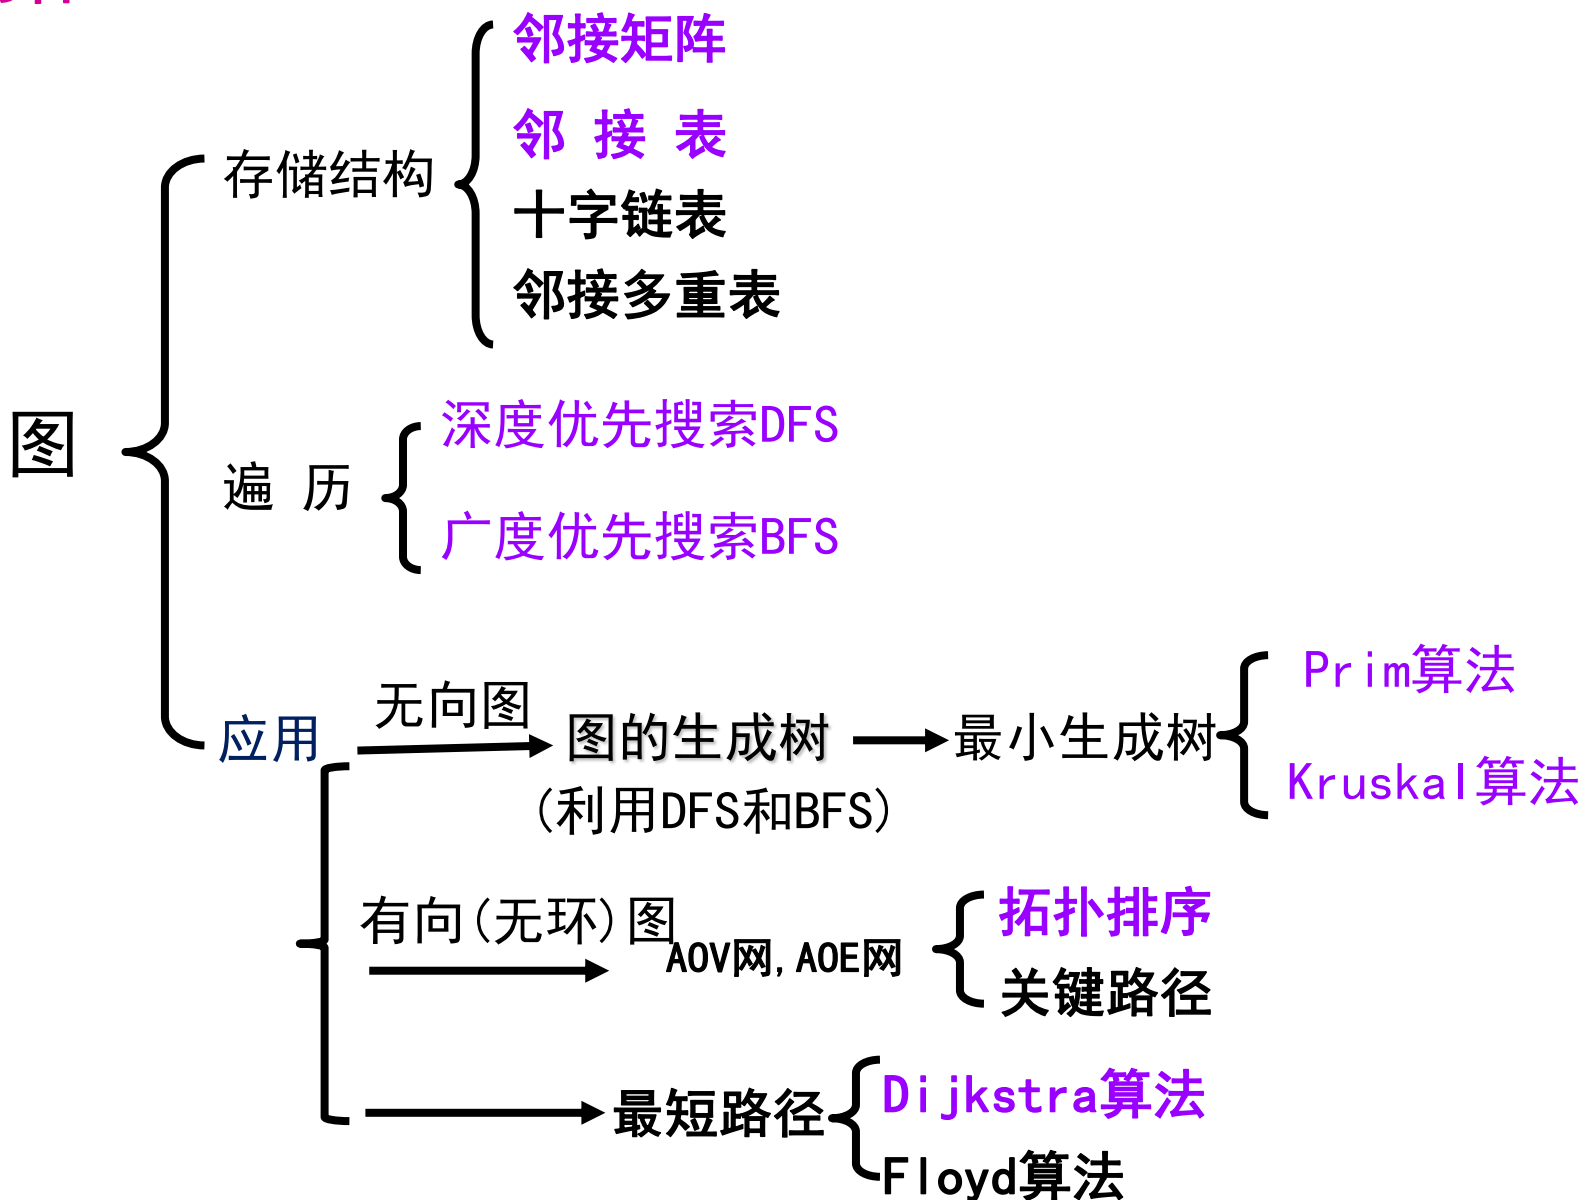 邻接矩阵
邻 接 表
存储结构
十字链表
邻接多重表
图
深度优先搜索DFS
遍 历
广度优先搜索BFS
应用
无向图
图的生成树
(利用DFS和BFS)
最小生成树
Prim算法
Kruskal算法
有向(无环)图
AOV网,AOE网
拓扑排序
关键路径
最短路径
Dijkstra算法
Floyd算法